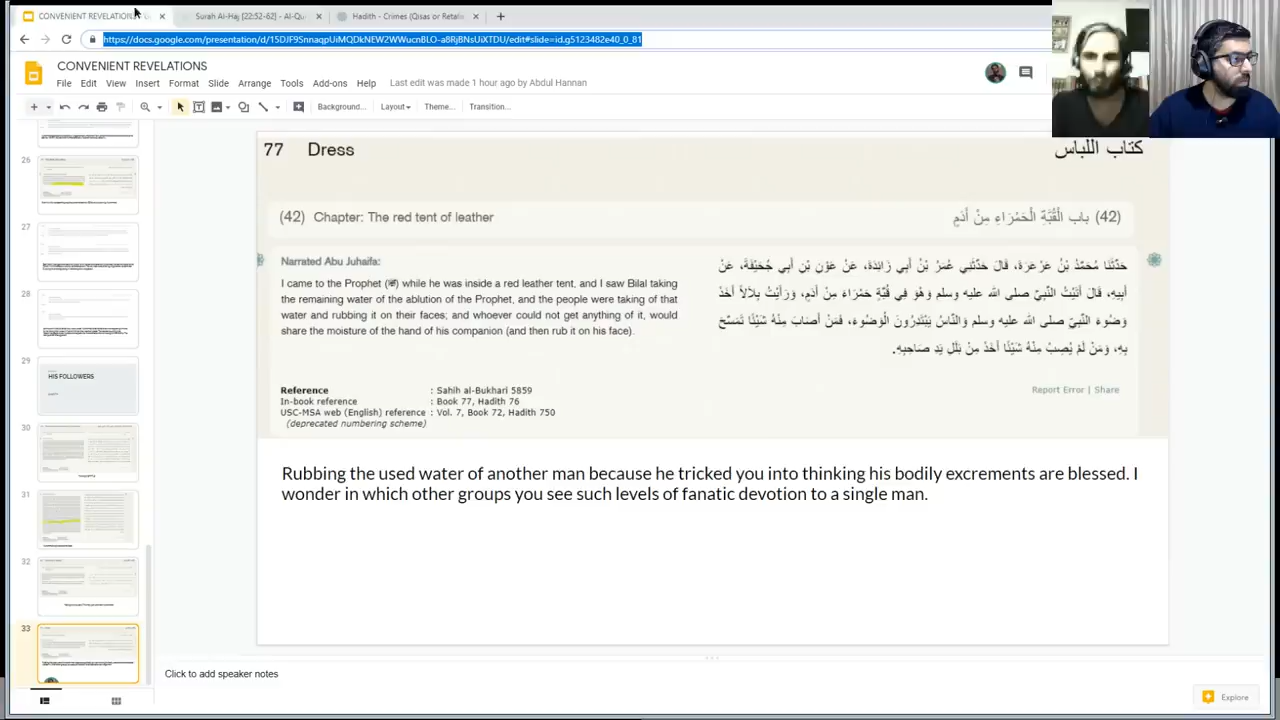 CONVENIENT REVELATION
Surah Al-Haj [22:52-62] - Al-Qu
Hadith - Crimes (Qisas or Retali
https://docs.google.com/presentation/d/15DJF9SnnaqpUiMQDkNEW2WWucnBLO-a8RjBNsUiXTDU/edit#slide=id.g5123482e40_0_81
CONVENIENT REVELATIONS
File Edit View Insert Format Slide Arrange Tools Add-ons Help Last edit was made 1 hour ago by Abdul Hannan
Background... Layout Theme... Transition...
77 Dress كتاب اللباس
(42) Chapter: The red tent of leather (42) باب الْقُبَّةِ الْحَمْرَاءِ مِنْ أَدَمٍ
Narrated Abu Juhaifa:
I came to the Prophet (ﷺ) while he was inside a red leather tent, and I saw Bilal taking
the remaining water of the ablution of the Prophet, and the people were taking of that
water and rubbing it on their faces; and whoever could not get anything of it, would
share the moisture of the hand of his companion (and then rub it on his face).
حَدَّثَنَا مُحَمَّدُ بْنُ عَرْعَرَةَ، قَالَ حَدَّثَنِي عُمَرُ بْنُ أَبِي زَائِدَةَ، عَنْ عَوْنِ بْنِ أَبِي جُحَيْفَةَ، عَنْ
أَبِيهِ، قَالَ أَتَيْتُ النَّبِيَّ صلى الله عليه وسلم وَهْوَ فِي قُبَّةٍ حَمْرَاءَ مِنْ أَدَمٍ، وَرَأَيْتُ بِلاَلاً أَخَذَ
وَضُوءَ النَّبِيِّ صلى الله عليه وسلم وَالنَّاسُ يَبْتَدِرُونَ الْوَضُوءَ، فَمَنْ أَصَابَ مِنْهُ شَيْئًا تَمَسَّحَ
بِهِ، وَمَنْ لَمْ يُصِبْ مِنْهُ شَيْئًا أَخَذَ مِنْ بَلَلِ يَدِ صَاحِبِهِ.
Reference : Sahih al-Bukhari 5859
In-book reference : Book 77, Hadith 76
USC-MSA web (English) reference : Vol. 7, Book 72, Hadith 750
(deprecated numbering scheme)
Report Error | Share
Rubbing the used water of another man because he tricked you into thinking his bodily excrements are blessed. I
wonder in which other groups you see such levels of fanatic devotion to a single man.
26
27
28
29
HIS FOLLOWERS
30
31
32
33
Click to add speaker notes
Explore